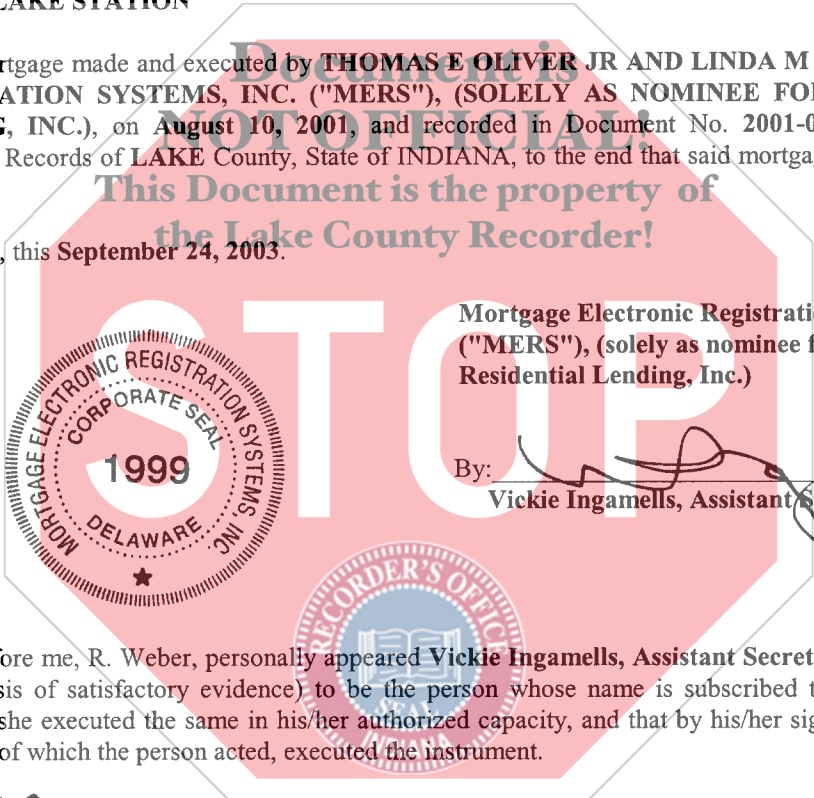 LAKE STATION
rtgage made and executed by THOMAS E OLIVER JR AND LINDA M
ATION SYSTEMS, INC. ("MERS"), (SOLELY AS NOMINEE FO
G, INC.), on August 10, 2001, and recorded in Document No. 2001-0
Records of LAKE County, State of INDIANA, to the end that said mortga
Document is
NOT OFFICIAL!
This Document is the property of
the Lake County Recorder!
, this September 24, 2003.
STOP
Mortgage Electronic Registrati
("MERS"), (solely as nominee f
Residential Lending, Inc.)
MORTGAGE ELECTRONIC REGISTRATION SYSTEMS, INC.
CORPORATE SEAL
1999
DELAWARE
By:
Vickie Ingamells, Assistant S
RECORDER'S OFFICE
SEAL
INDIANA
fore me, R. Weber, personally appeared Vickie Ingamells, Assistant Secret
sis of satisfactory evidence) to be the person whose name is subscribed t
she executed the same in his/her authorized capacity, and that by his/her sig
of which the person acted, executed the instrument.